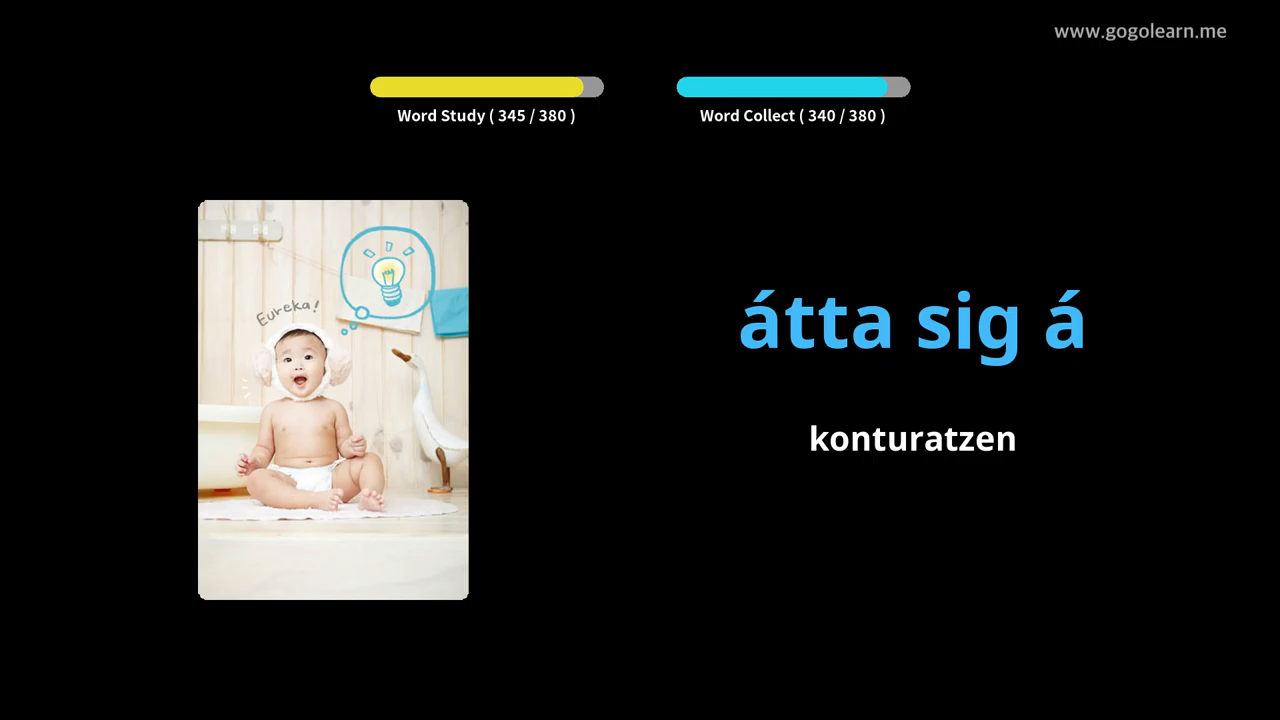 www.gogolearn.me
Word Study ( 345 / 380 )
Word Collect ( 340 / 380 )
Eureka!
átta sig á
konturatzen